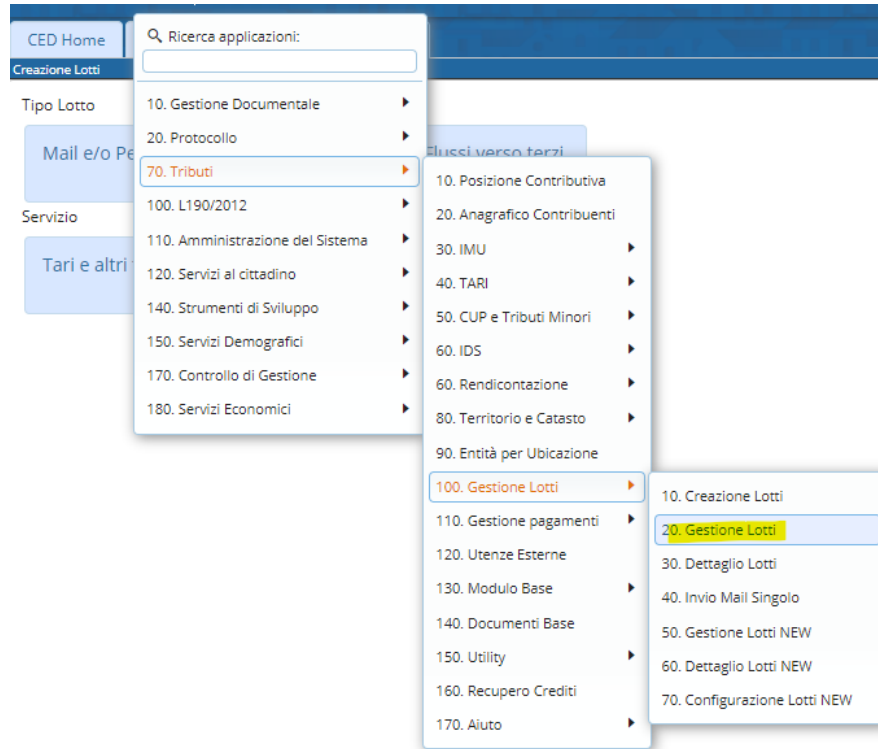 CED Home
Creazione Lotti
Ricerca applicazioni:
Tipo Lotto
Mail e/o Pe
Flussi verso terzi
Servizio
Tari e altri
10. Gestione Documentale
20. Protocollo
70. Tributi
100. L190/2012
110. Amministrazione del Sistema
120. Servizi al cittadino
140. Strumenti di Sviluppo
150. Servizi Demografici
170. Controllo di Gestione
180. Servizi Economici
10. Posizione Contributiva
20. Anagrafico Contribuenti
30. IMU
40. TARI
50. CUP e Tributi Minori
60. IDS
60. Rendicontazione
80. Territorio e Catasto
90. Entità per Ubicazione
100. Gestione Lotti
110. Gestione pagamenti
120. Utenze Esterne
130. Modulo Base
140. Documenti Base
150. Utility
160. Recupero Crediti
170. Aiuto
10. Creazione Lotti
20. Gestione Lotti
30. Dettaglio Lotti
40. Invio Mail Singolo
50. Gestione Lotti NEW
60. Dettaglio Lotti NEW
70. Configurazione Lotti NEW